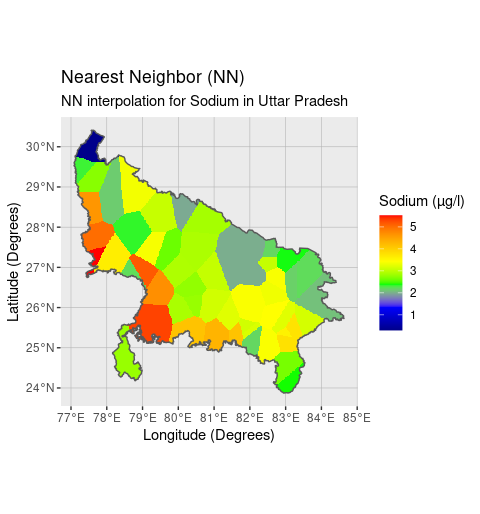 Nearest Neighbor (NN)
NN interpolation for Sodium in Uttar Pradesh
30°N
29°N
28°N
27°N
26°N
25°N
24°N
Latitude (Degrees)
77°E 78°E 79°E 80°E 81°E 82°E 83°E 84°E 85°E
Longitude (Degrees)
Sodium (µg/l)
5
4
3
2
1